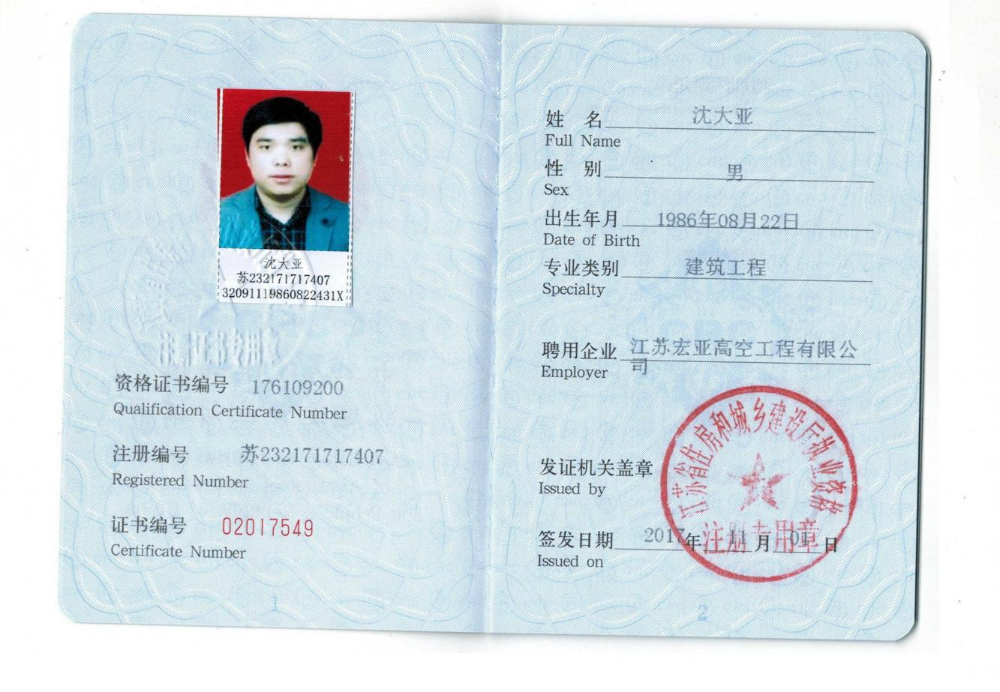 沈大亚
苏232171717407
32091119860822431X
资格证书编号 176109200
Qualification Certificate Number
注册编号 苏232171717407
Registered Number
证书编号 02017549
Certificate Number
1
姓 名 沈大亚
Full Name
性 别 男
Sex
出生年月 1986年08月22日
Date of Birth
专业类别 建筑工程
Specialty
聘用企业 江苏宏亚高空工程有限公
司
Employer
发证机关盖章
Issued by
江苏省住房和城乡建设厅执业资格
注册专用章
签发日期 2017年 11月 01日
Issued on
2